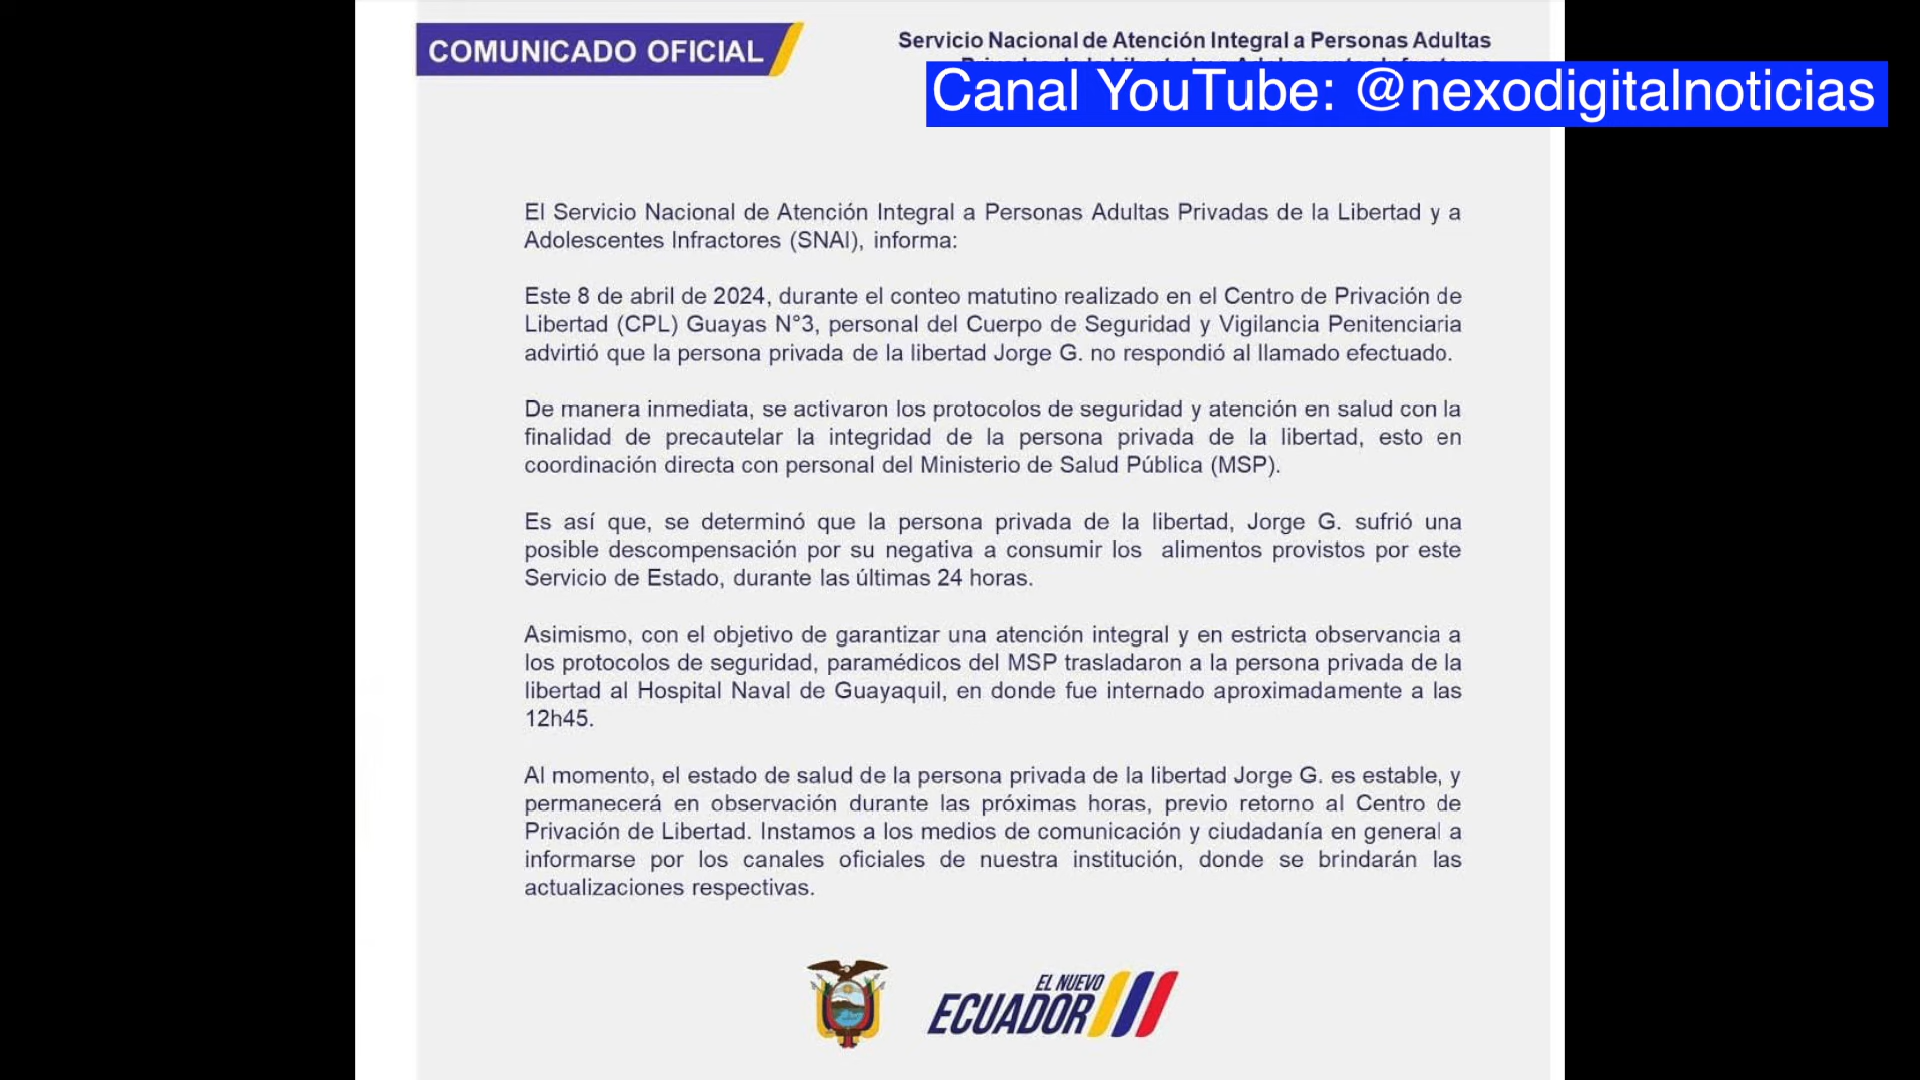 COMUNICADO OFICIAL
Servicio Nacional de Atención Integral a Personas Adultas
Canal YouTube: @nexodigitalnoticias
El Servicio Nacional de Atención Integral a Personas Adultas Privadas de la Libertad y a
Adolescentes Infractores (SNAI), informa:
Este 8 de abril de 2024, durante el conteo matutino realizado en el Centro de Privación de
Libertad (CPL) Guayas N°3, personal del Cuerpo de Seguridad y Vigilancia Penitenciaria
advirtió que la persona privada de la libertad Jorge G. no respondió al llamado efectuado.
De manera inmediata, se activaron los protocolos de seguridad y atención en salud con la
finalidad de precautelar la integridad de la persona privada de la libertad, esto en
coordinación directa con personal del Ministerio de Salud Pública (MSP).
Es así que, se determinó que la persona privada de la libertad, Jorge G. sufrió una
posible descompensación por su negativa a consumir los alimentos provistos por este
Servicio de Estado, durante las últimas 24 horas.
Asimismo, con el objetivo de garantizar una atención integral y en estricta observancia a
los protocolos de seguridad, paramédicos del MSP trasladaron a la persona privada de la
libertad al Hospital Naval de Guayaquil, en donde fue internado aproximadamente a las
12h45.
Al momento, el estado de salud de la persona privada de la libertad Jorge G. es estable, y
permanecerá en observación durante las próximas horas, previo retorno al Centro de
Privación de Libertad. Instamos a los medios de comunicación y ciudadanía en general a
informarse por los canales oficiales de nuestra institución, donde se brindarán las
actualizaciones respectivas.
EL NUEVO
ECUADOR